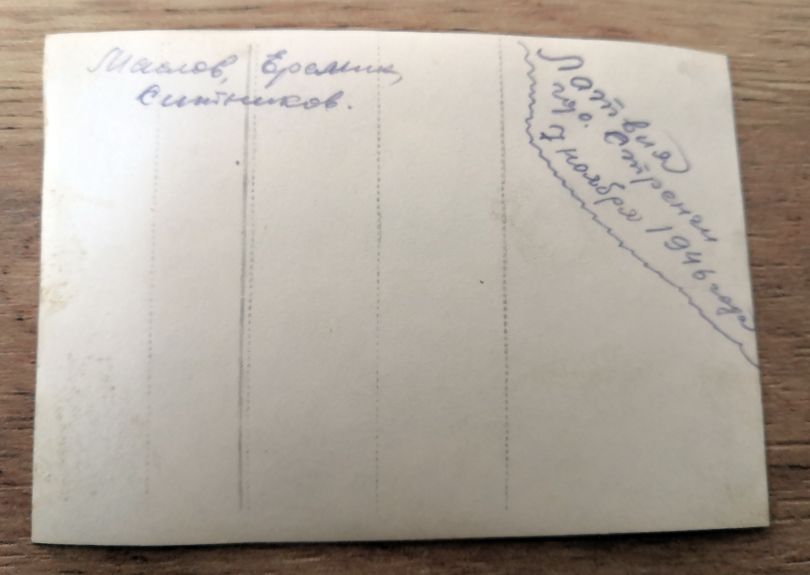 Маслов, Еремин,
Ситников.
Латвия
гор. Стренчи
7 ноября 1946 года